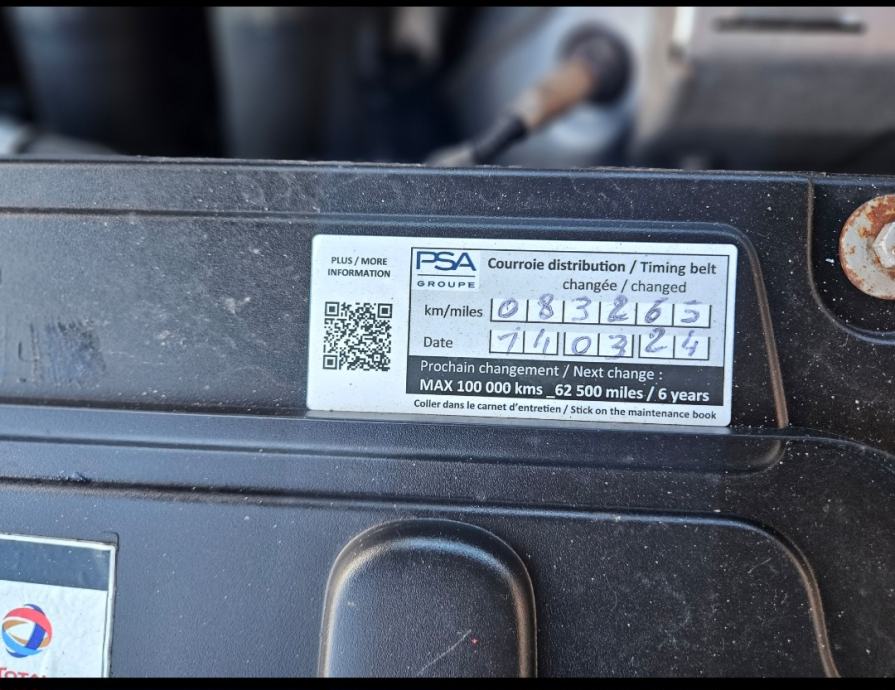 PLUS / MORE
INFORMATION
PSA
GROUPE
Courroie distribution / Timing belt
changée / changed
km/miles 083265
Date 140324
Prochain changement / Next change :
MAX 100 000 kms _62 500 miles / 6 years
Coller dans le carnet d'entretien / Stick on the maintenance book
TOTAL